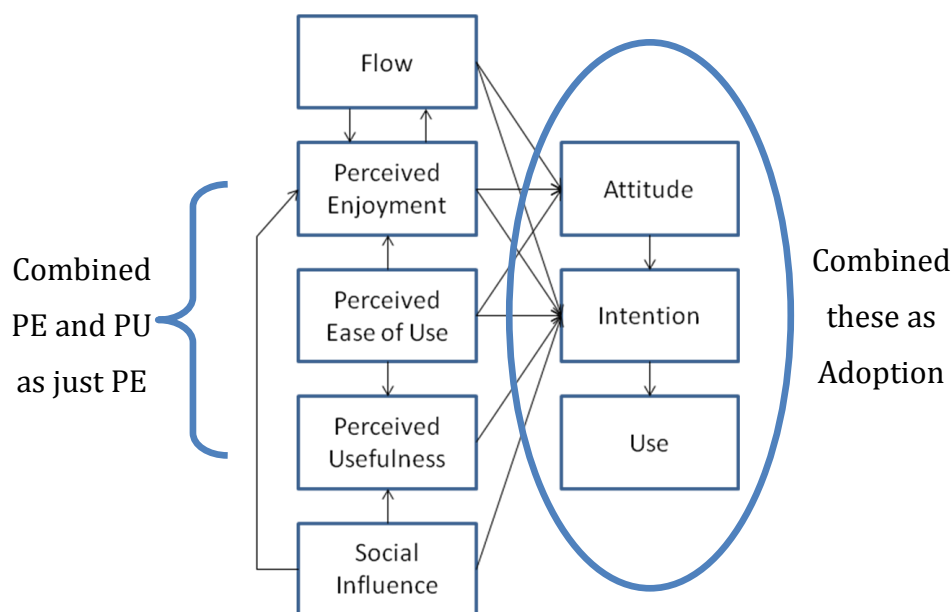 Flow
Perceived
Enjoyment
Attitude
Combined
PE and PU
as just PE
Perceived
Ease of Use
Intention
Combined
these as
Adoption
Perceived
Usefulness
Use
Social
Influence